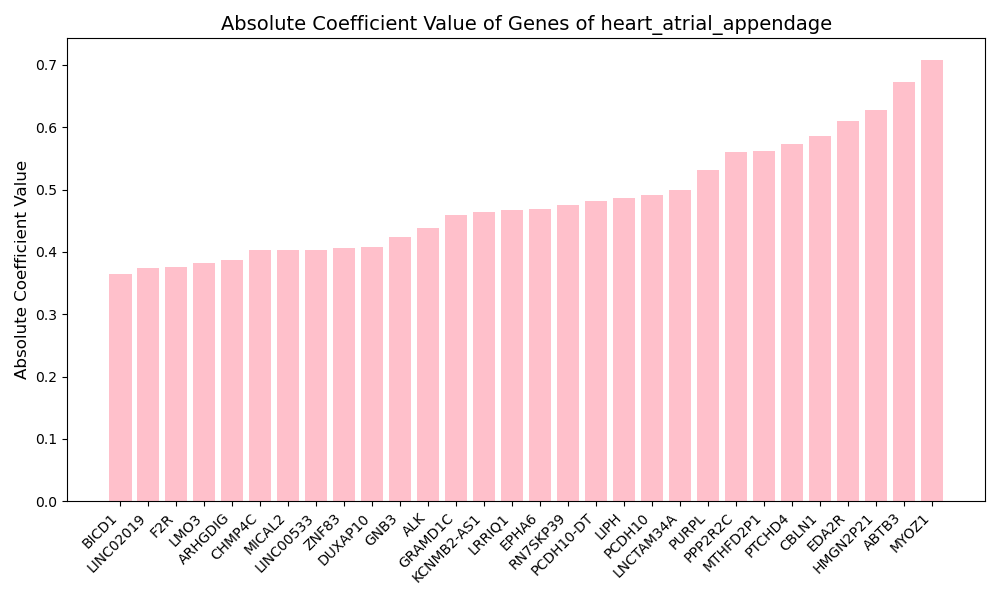 Absolute Coefficient Value of Genes of heart_atrial_appendage
Absolute Coefficient Value
0.7
0.6
0.5
0.4
0.3
0.2
0.1
0.0
BICD1
LINC02019
F2R
LMO3
ARHGDIG
CHMP4C
MICAL2
LINC00533
ZNF83
DUXAP10
GNB3
ALK
GRAMD1C
KCNMB2-AS1
LRRIQ1
EPHA6
RN7SKP39
PCDH10-DT
LIPH
PCDH10
LNCTAM34A
PURPL
PPP2R2C
MTHFD2P1
PTCHD4
CBLN1
EDA2R
HMGN2P21
ABTB3
MYOZ1